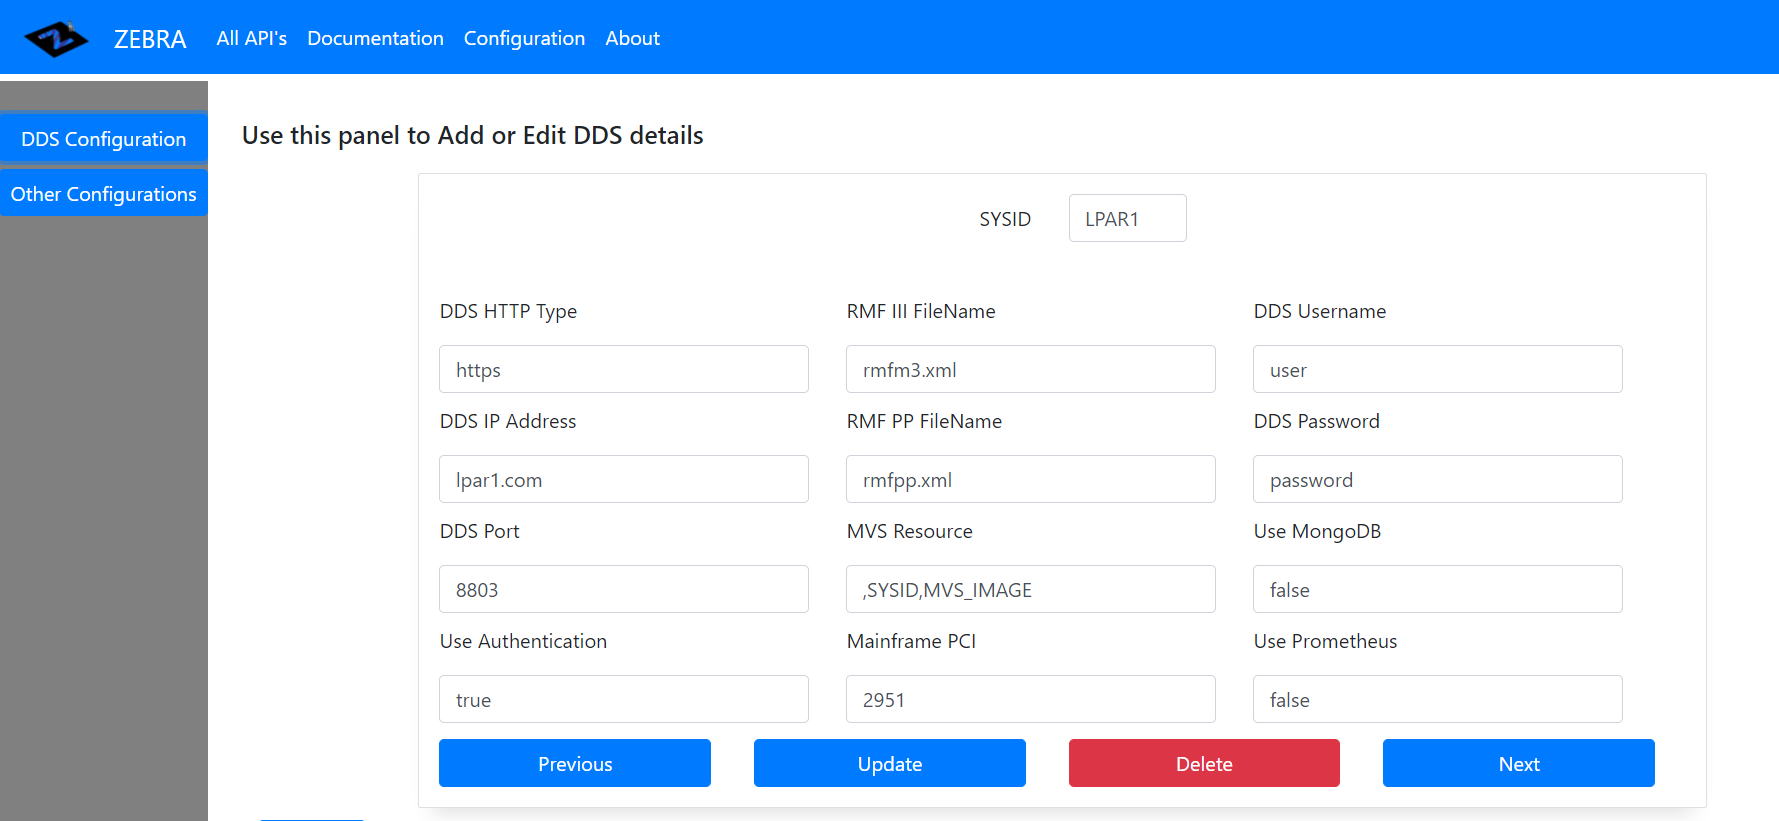 ZEBRA All API's Documentation Configuration About
DDS Configuration
Other Configurations
Use this panel to Add or Edit DDS details
SYSID LPAR1
DDS HTTP Type RMF III FileName DDS Username
https rmfm3.xml user
DDS IP Address RMF PP FileName DDS Password
lpar1.com rmfpp.xml password
DDS Port MVS Resource Use MongoDB
8803 ,SYSID,MVS_IMAGE false
Use Authentication Mainframe PCI Use Prometheus
true 2951 false
Previous Update Delete Next